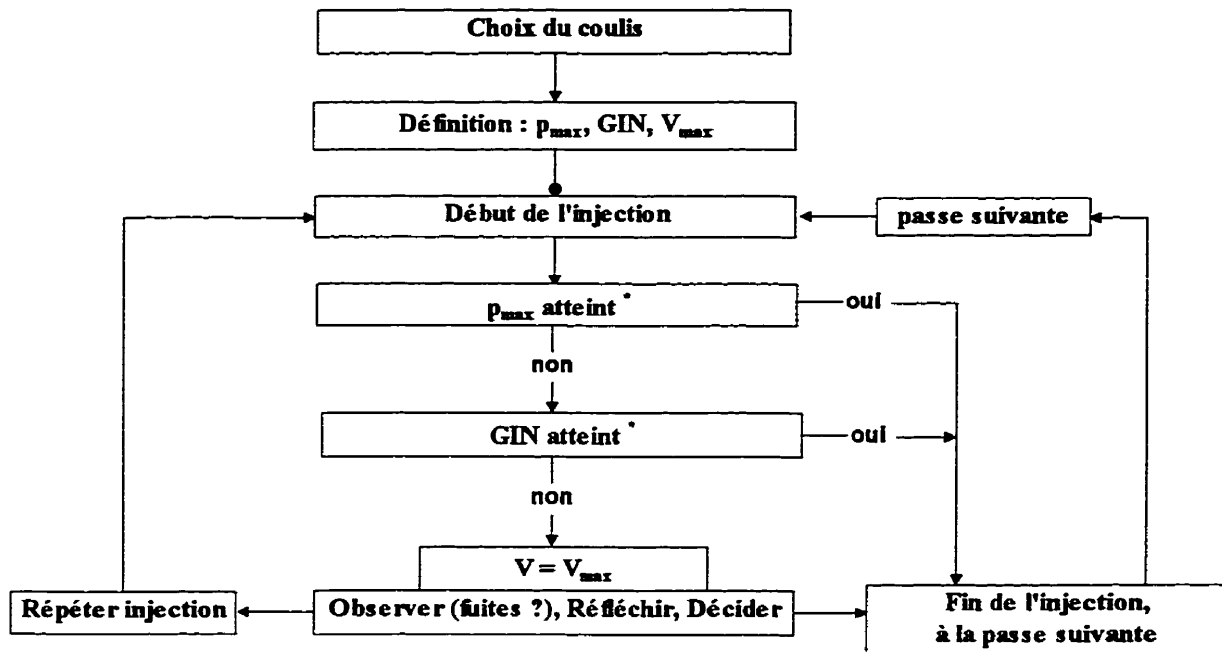 Choix du coulis
Définition : pmax, GIN, Vmax
Début de l'injection
passe suivante
pmax atteint *
oui
non
GIN atteint *
oui
non
V = Vmax
Répéter injection
Observer (fuites ?), Réfléchir, Décider
Fin de l'injection,
à la passe suivante